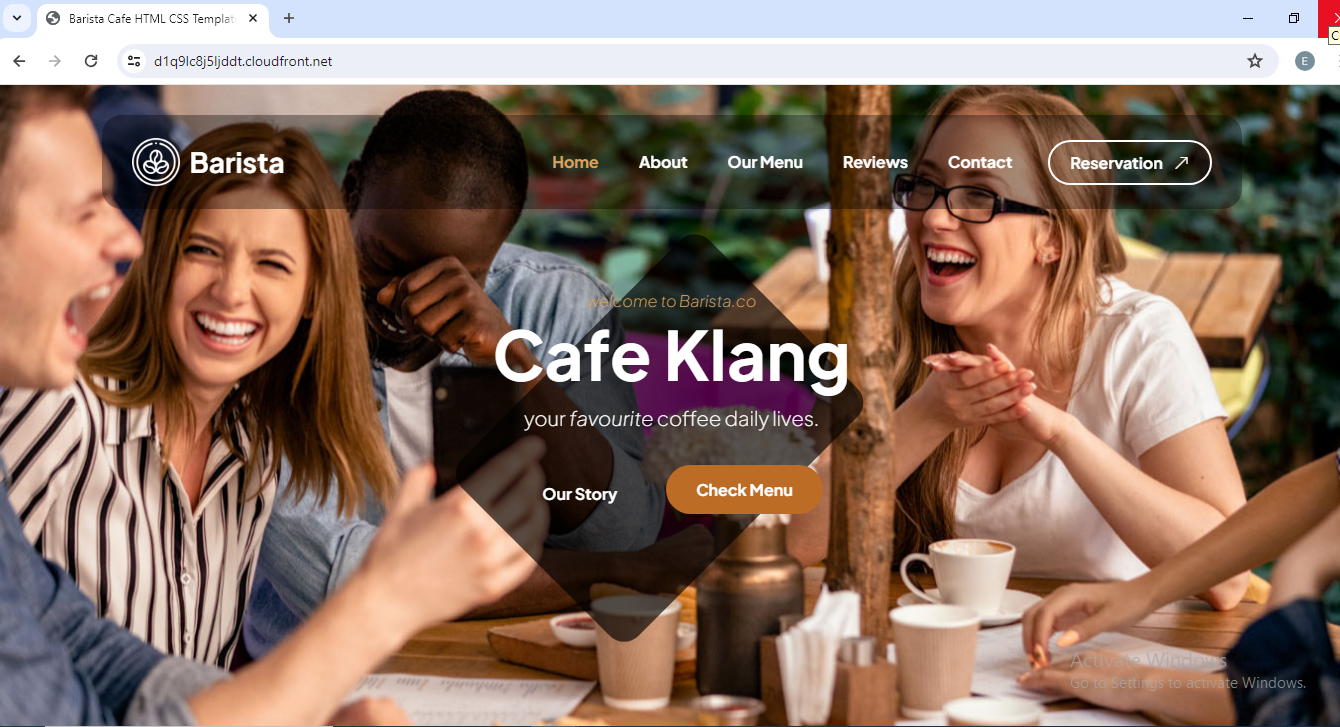 Barista Cafe HTML CSS Templat
d1q9lc8j5ljddt.cloudfront.net
E
C
Barista
Home About Our Menu Reviews Contact Reservation
welcome to Barista.co
Cafe Klang
your favourite coffee daily lives.
Our Story
Check Menu
Activate Windows
Go to Settings to activate Windows.